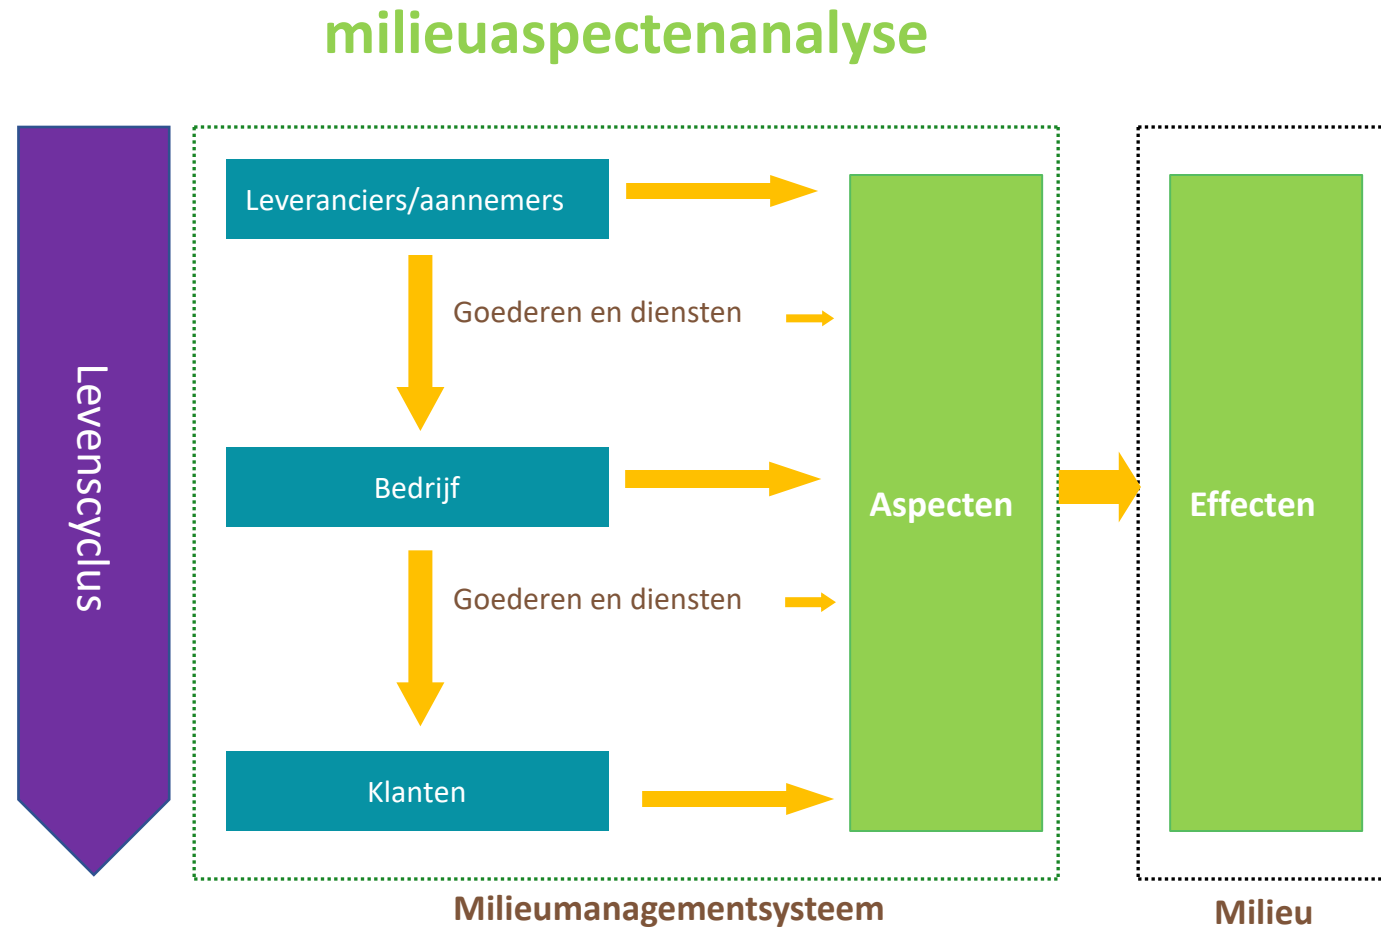 milieuaspectenanalyse
Levenscyclus
Leveranciers/aannemers
Goederen en diensten
Bedrijf
Goederen en diensten
Klanten
Aspecten
Effecten
Milieumanagementsysteem
Milieu